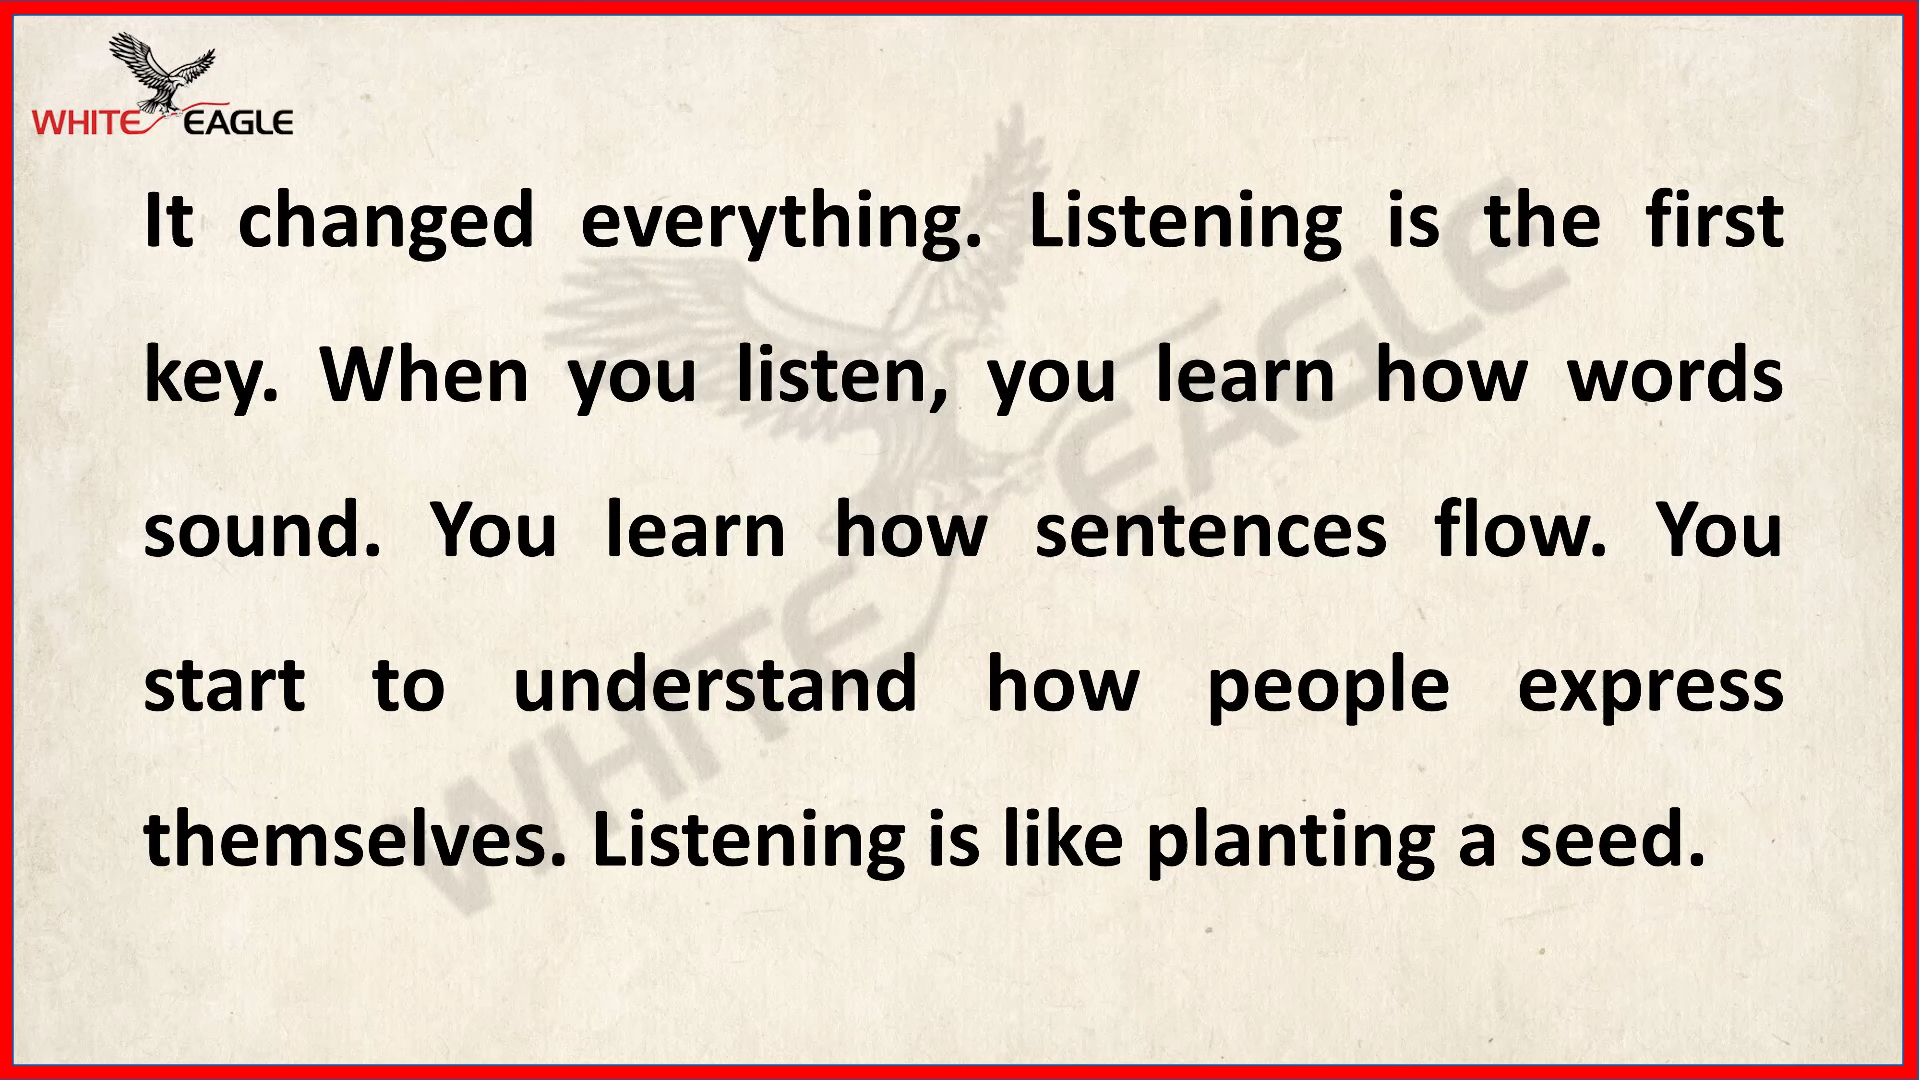 WHITE EAGLE
It changed everything. Listening is the first
key. When you listen, you learn how words
sound. You learn how sentences flow. You
start to understand how people express
themselves. Listening is like planting a seed.
WHITE EAGLE